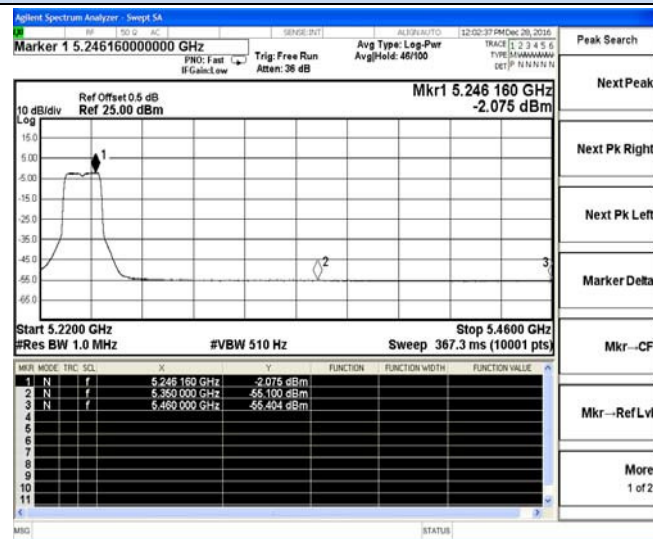 Agilent Spectrum Analyzer - Swept SA
RF 50 Ω AC SENSE:INT ALIGNAUTO 12:02:37 PM Dec 28, 2016
Marker 1 5.246160000000 GHz
PNO: Fast
IFGain:Low
Trig: Free Run
Atten: 36 dB
Avg Type: Log-Pwr
Avg|Hold: 46/100
TRACE 1 2 3 4 5 6
TYPE MWWWWW
DET P N N N N N
Peak Search
Next Peak
Next Pk Right
Next Pk Left
Marker Delta
Mkr→CF
Mkr→RefLvl
More
1 of 2
Ref Offset 0.5 dB
10 dB/div Ref 25.00 dBm
Log
Mkr1 5.246 160 GHz
-2.075 dBm
15.0
5.00
-5.00
-15.0
-25.0
-35.0
-45.0
-55.0
-65.0
1
2
3
Start 5.2200 GHz Stop 5.4600 GHz
#Res BW 1.0 MHz #VBW 510 Hz Sweep 367.3 ms (10001 pts)
MKR MODE TRC SCL X Y FUNCTION FUNCTION WIDTH FUNCTION VALUE
1 N f 5.246 160 GHz -2.075 dBm
2 N f 5.350 000 GHz -55.100 dBm
3 N f 5.460 000 GHz -55.404 dBm
4
5
6
7
8
9
10
11
MSG STATUS